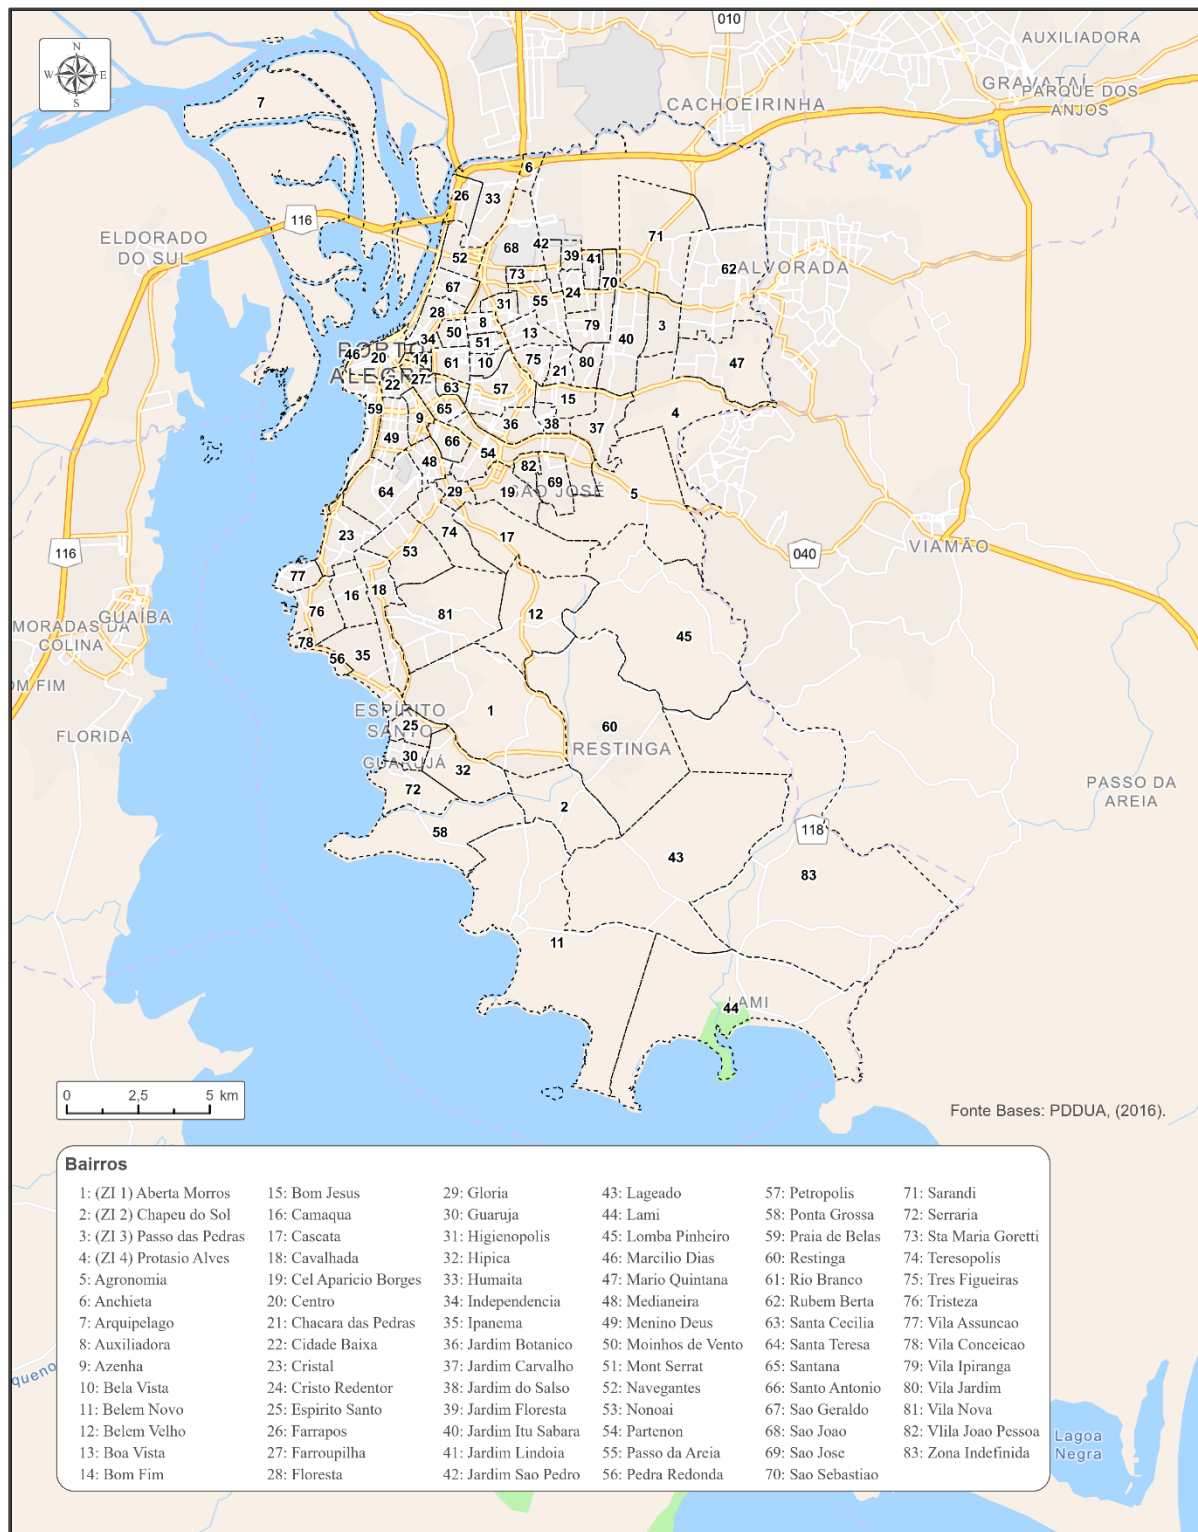 010
AUXILIADORA
GRAVATAÍ
PARQUE DOS
ANJOS
CACHOEIRINHA
N
W E
S
7
6
26
33
116
ELDORADO
DO SUL
71
68
42
39
41
52
62
ALVORADA
73
70
67
24
55
31
28
8
79
3
13
50
40
34
51
PORTO
46
20
14
61
10
75
21
80
47
ALEGRE
22
27
63
57
15
59
65
9
36
38
37
4
49
66
54
48
82
69
64
29
19
SÃO JOSÉ
5
23
74
17
53
040
VIAMÃO
116
77
16
18
76
81
12
GUAÍBA
MORADAS DA
COLINA
78
45
56
35
OM FIM
1
ESPÍRITO
SANTO
25
60
FLORIDA
RESTINGA
30
GUARUJÁ
32
72
PASSO DA
AREIA
2
58
118
43
83
11
44
LAMI
0 2,5 5 km
Fonte Bases: PDDUA, (2016).
Bairros
1: (ZI 1) Aberta Morros
2: (ZI 2) Chapeu do Sol
3: (ZI 3) Passo das Pedras
4: (ZI 4) Protasio Alves
5: Agronomia
6: Anchieta
7: Arquipelago
8: Auxiliadora
9: Azenha
10: Bela Vista
11: Belem Novo
12: Belem Velho
13: Boa Vista
14: Bom Fim
15: Bom Jesus
16: Camaqua
17: Cascata
18: Cavalhada
19: Cel Aparicio Borges
20: Centro
21: Chacara das Pedras
22: Cidade Baixa
23: Cristal
24: Cristo Redentor
25: Espirito Santo
26: Farrapos
27: Farroupilha
28: Floresta
29: Gloria
30: Guaruja
31: Higienopolis
32: Hipica
33: Humaita
34: Independencia
35: Ipanema
36: Jardim Botanico
37: Jardim Carvalho
38: Jardim do Salso
39: Jardim Floresta
40: Jardim Itu Sabara
41: Jardim Lindoia
42: Jardim Sao Pedro
43: Lageado
44: Lami
45: Lomba Pinheiro
46: Marcilio Dias
47: Mario Quintana
48: Medianeira
49: Menino Deus
50: Moinhos de Vento
51: Mont Serrat
52: Navegantes
53: Nonoai
54: Partenon
55: Passo da Areia
56: Pedra Redonda
57: Petropolis
58: Ponta Grossa
59: Praia de Belas
60: Restinga
61: Rio Branco
62: Rubem Berta
63: Santa Cecilia
64: Santa Teresa
65: Santana
66: Santo Antonio
67: Sao Geraldo
68: Sao Joao
69: Sao Jose
70: Sao Sebastiao
71: Sarandi
72: Serraria
73: Sta Maria Goretti
74: Teresopolis
75: Tres Figueiras
76: Tristeza
77: Vila Assuncao
78: Vila Conceicao
79: Vila Ipiranga
80: Vila Jardim
81: Vila Nova
82: Vlila Joao Pessoa
83: Zona Indefinida
queno
Lagoa
Negra